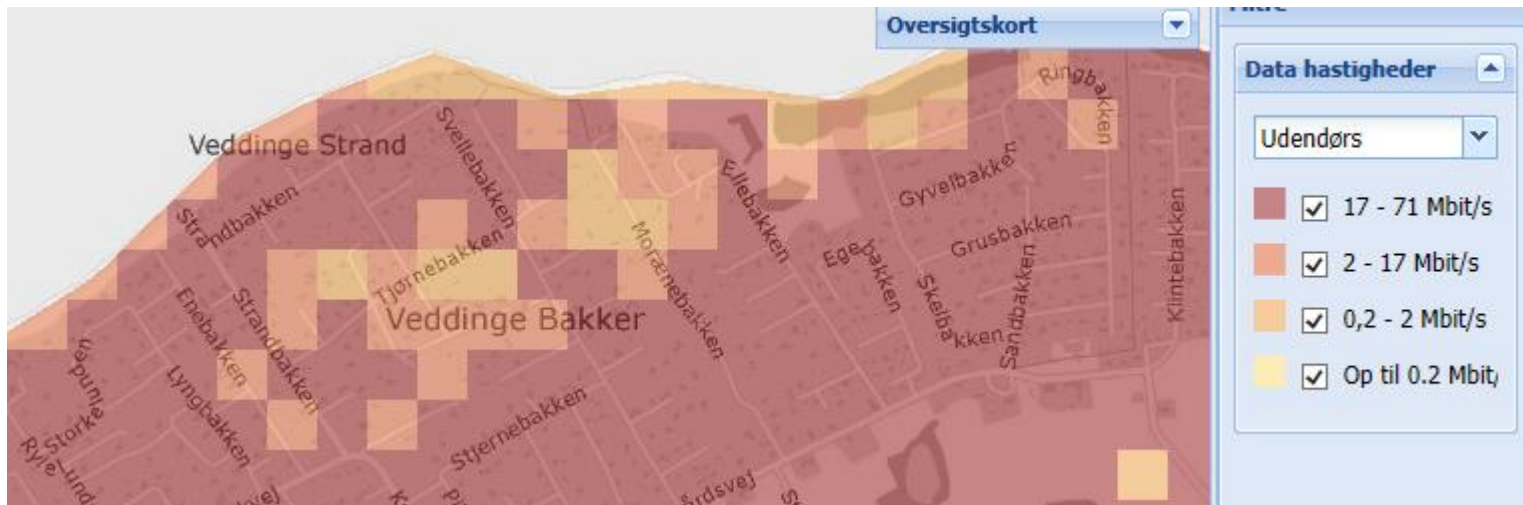 Oversigtskort
Data hastigheder
Udendørs
17 - 71 Mbit/s
2 - 17 Mbit/s
0,2 - 2 Mbit/s
Op til 0.2 Mbit/
Veddinge Strand
Ringbakken
Svellebakken
Ellebakken
Gyvelbakken
Strandbakken
Tjørnebakken
Morænebakken
Egebakken
Grusbakken
Klintebakken
Enebakken
Strandbakken
Veddinge Bakker
Skelbakken
Sandbakken
Lyngbakken
Stjernebakken
Storke
årdsvej